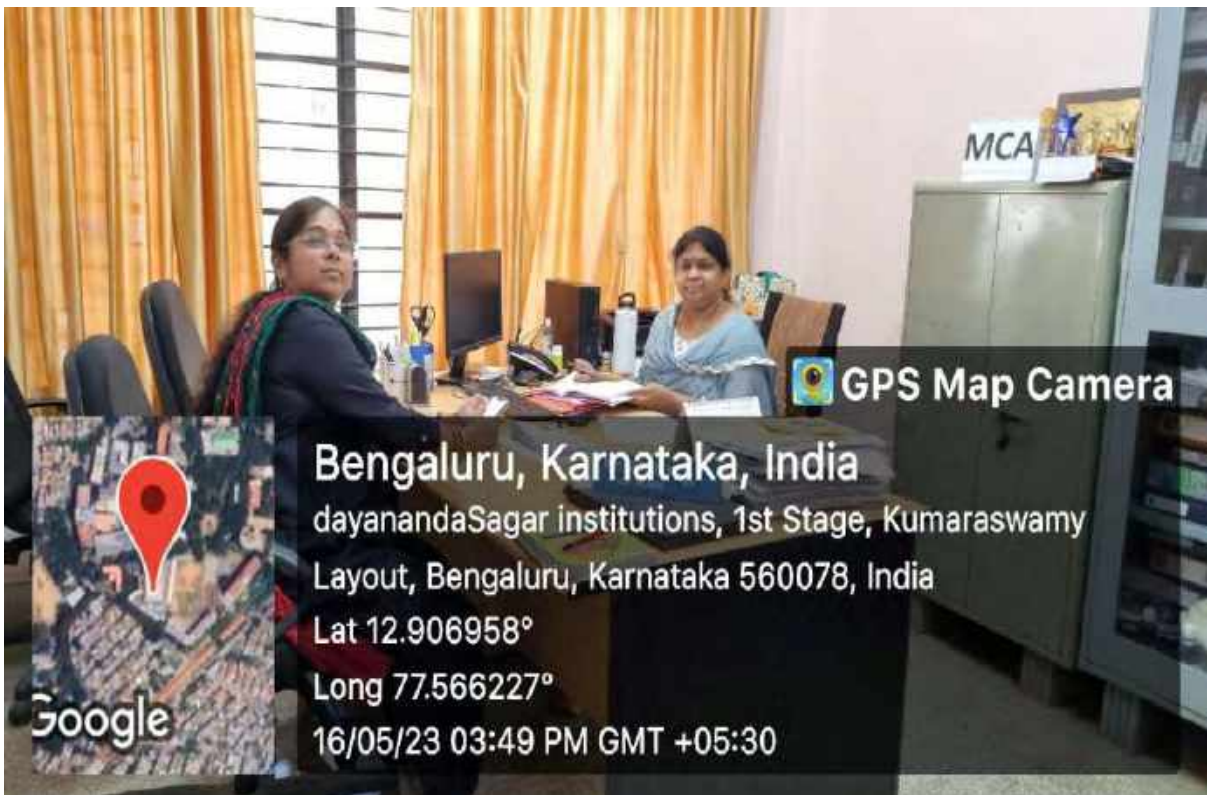 MCA
GPS Map Camera
Bengaluru, Karnataka, India
dayanandaSagar institutions, 1st Stage, Kumaraswamy
Layout, Bengaluru, Karnataka 560078, India
Lat 12.906958°
Long 77.566227°
16/05/23 03:49 PM GMT +05:30
Google